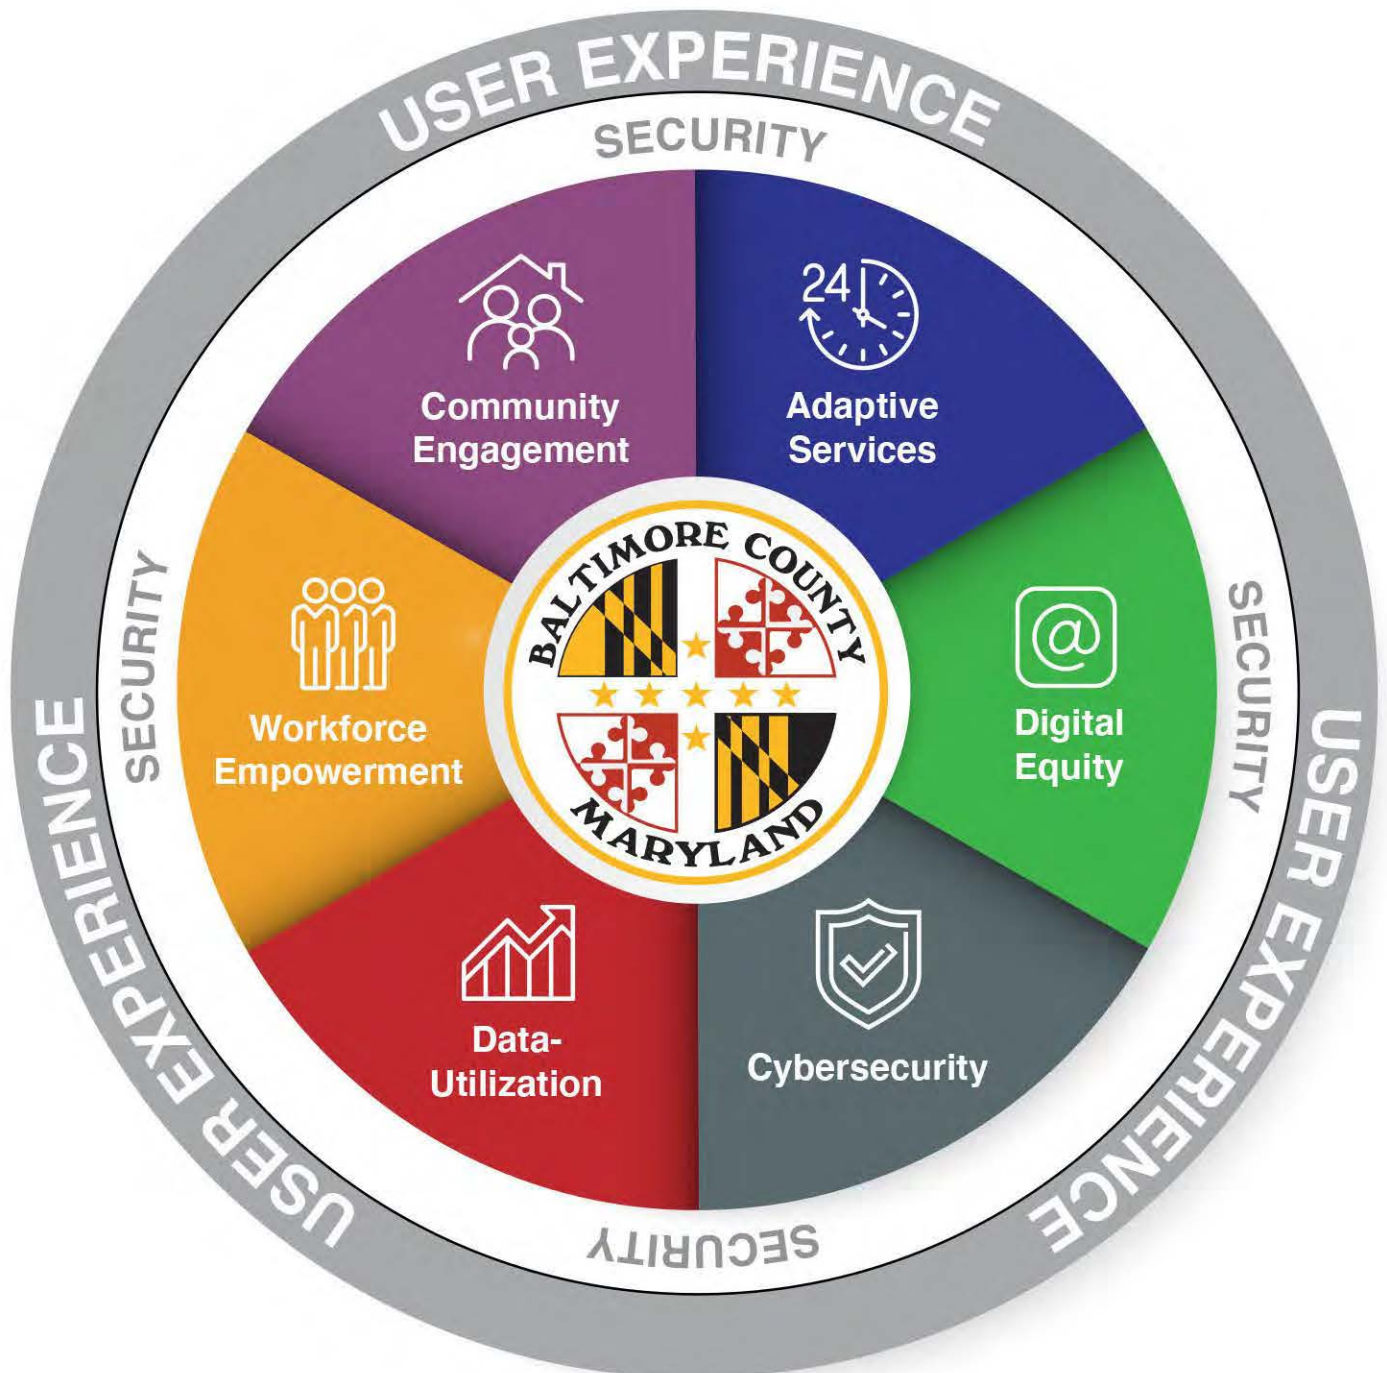 USER EXPERIENCE
SECURITY
Community
Engagement
24
Adaptive
Services
BALTIMORE COUNTY
MARYLAND
Workforce
Empowerment
@
Digital
Equity
Data-
Utilization
Cybersecurity
SECURITY
SECURITY
SECURITY
USER EXPERIENCE
USER EXPERIENCE